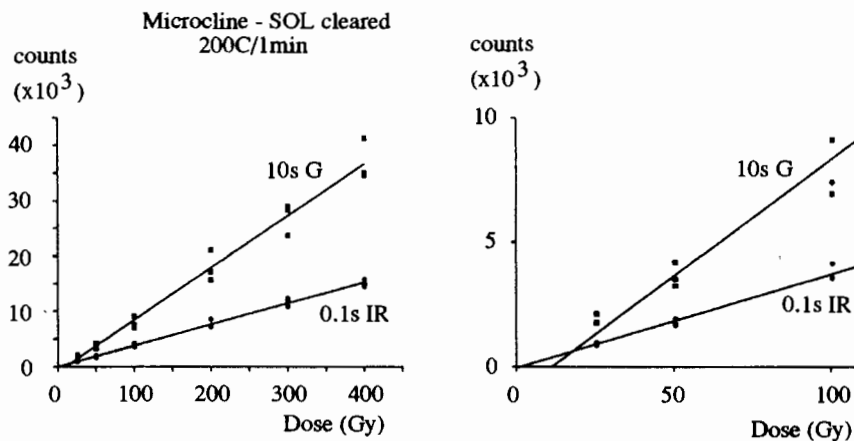 Microcline - SOL cleared
200C/1min
counts
(x10³)
45
40
30
20
10
0
10s G
0.1s IR
0
100
200
300
400
Dose (Gy)
counts
(x10³)
10
5
0
10s G
0.1s IR
0
50
100
Dose (Gy)